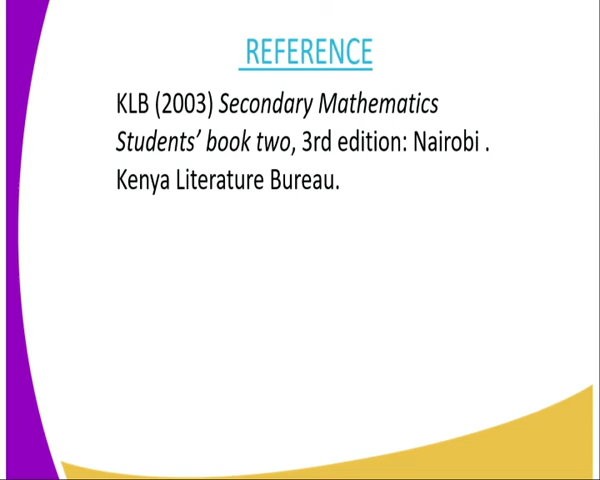 REFERENCE
KLB (2003) Secondary Mathematics
Students’ book two, 3rd edition: Nairobi .
Kenya Literature Bureau.